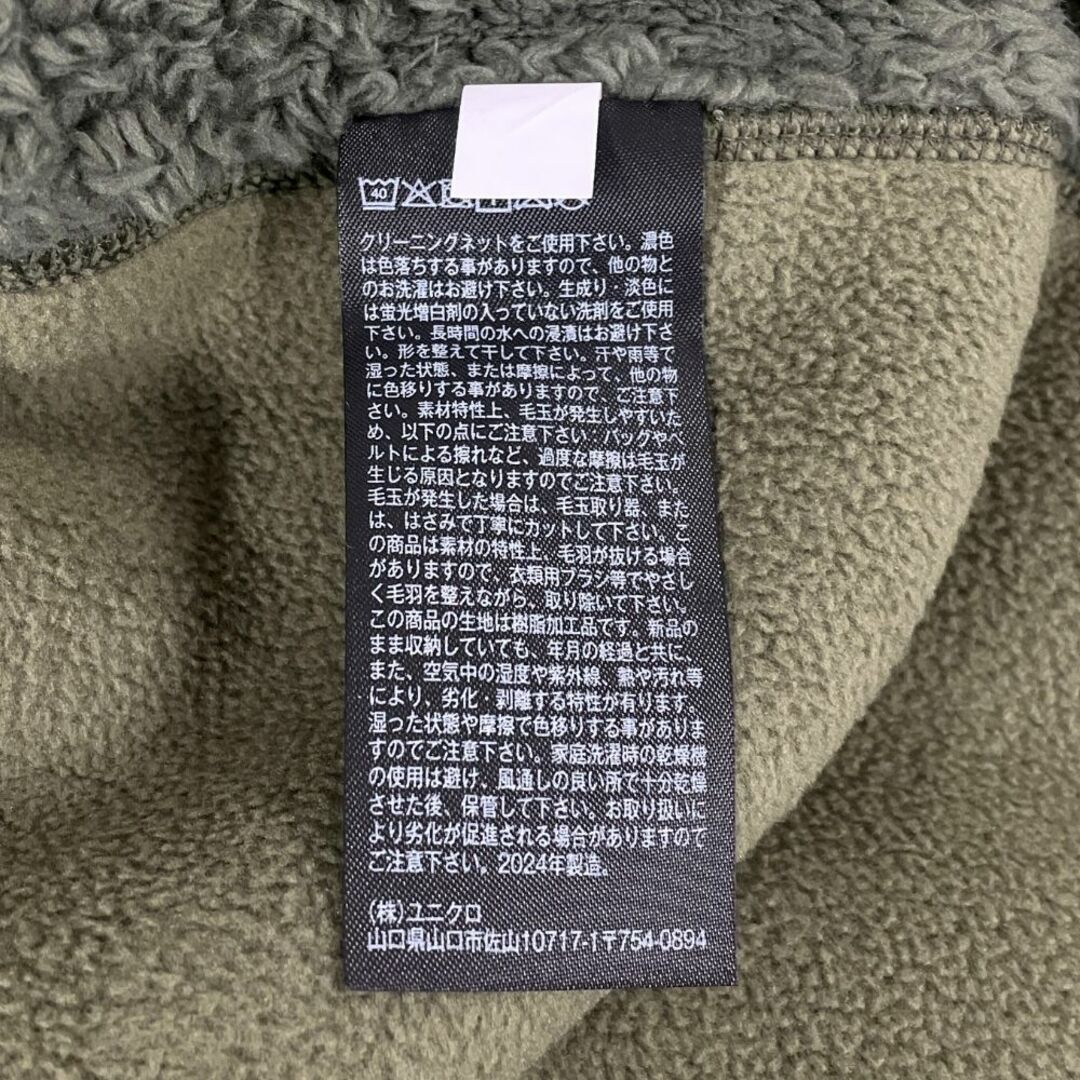 40
クリーニングネットをご使用下さい。濃色
は色落ちする事がありますので、他の物と
のお洗濯はお避け下さい。生成り・淡色に
は蛍光増白剤の入っていない洗剤をご使用
下さい。長時間の水への浸漬はお避け下さ
い。形を整えて干して下さい。汗や雨等で
湿った状態、または摩擦によって、他の物
に色移りする事がありますので、ご注意下
さい。素材特性上、毛玉が発生しやすいた
め、以下の点にご注意下さい・バッグやベ
ルトによる擦れなど、過度な摩擦は毛玉が
生じる原因となりますのでご注意下さい。
毛玉が発生した場合は、毛玉取り器、また
は、はさみで丁寧にカットして下さい。こ
の商品は素材の特性上、毛羽が抜ける場合
がありますので、衣類用ブラシ等でやさし
く毛羽を整えながら、取り除いて下さい。
この商品の生地は樹脂加工品です。新品の
まま収納していても、年月の経過と共に、
また、空気中の湿度や紫外線、熱や汚れ等
により、劣化・剥離する特性が有ります。
湿った状態や摩擦で色移りする事がありま
すのでご注意下さい。家庭洗濯時の乾燥機
の使用は避け、風通しの良い所で十分乾燥
させた後、保管して下さい。お取り扱いに
より劣化が促進される場合がありますので
ご注意下さい。2024年製造。
(株)ユニクロ
山口県山口市佐山10717-1〒754-0894